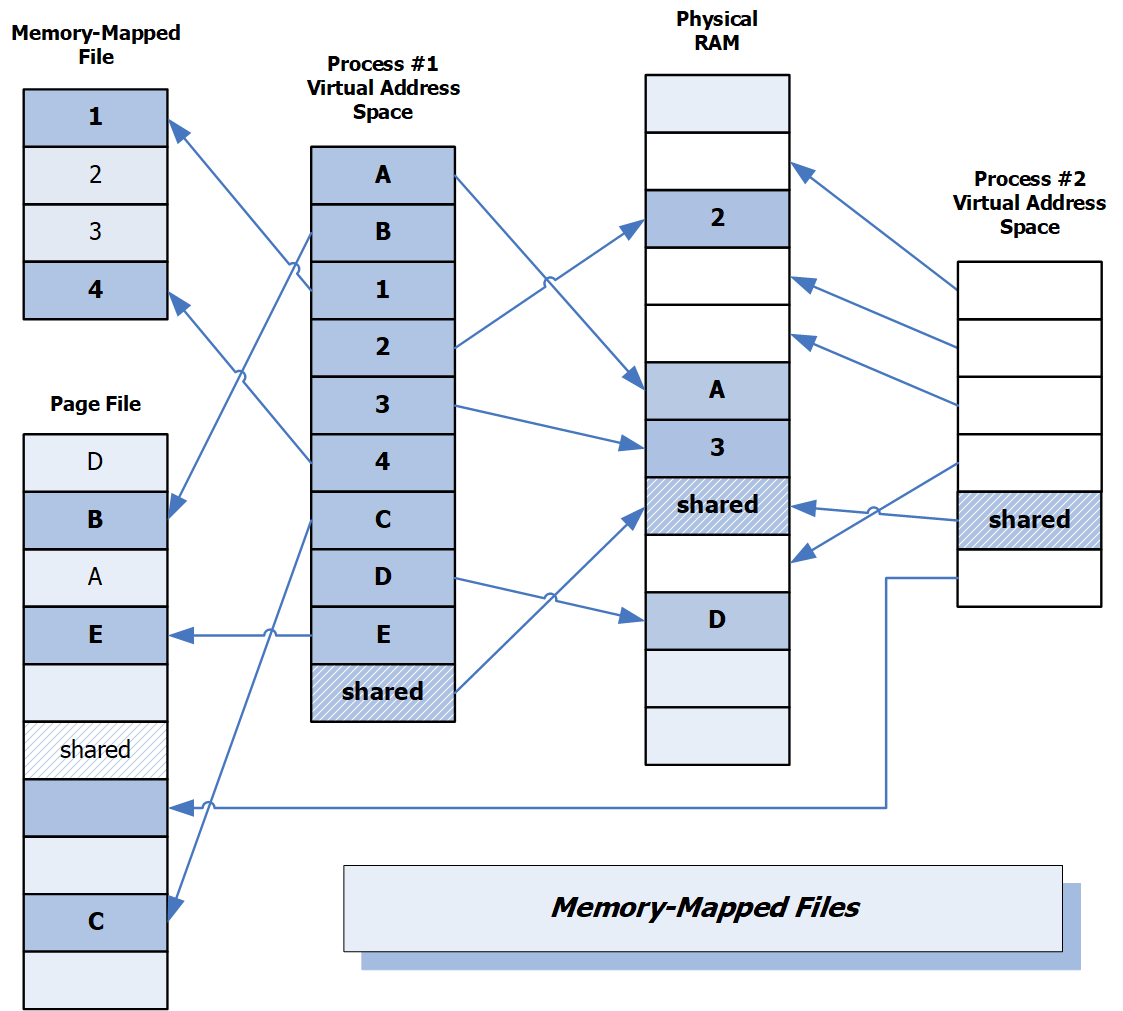 Memory-Mapped
File
1
2
3
4
Page File
D
B
A
E
shared
C
Process #1
Virtual Address
Space
A
B
1
2
3
4
C
D
E
shared
Physical
RAM
2
A
3
shared
D
Process #2
Virtual Address
Space
shared
Memory-Mapped Files